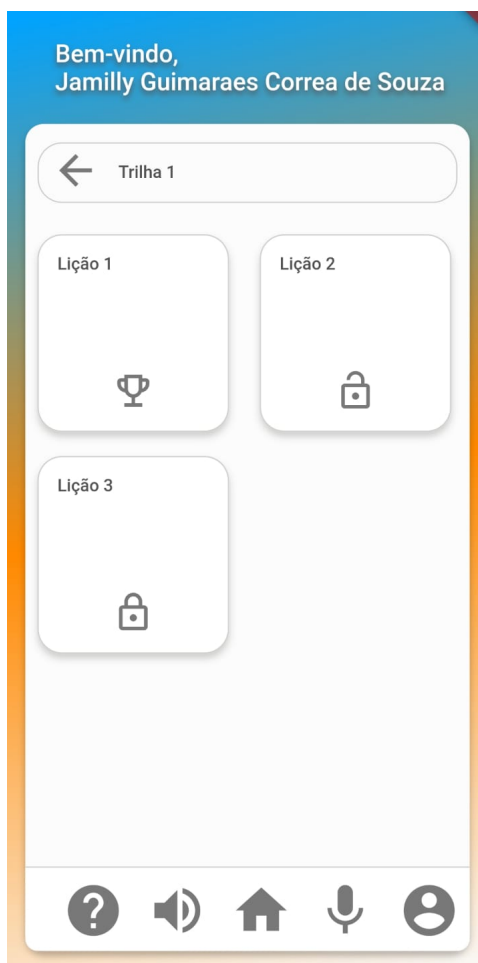 Bem-vindo,
Jamilly Guimaraes Correa de Souza
Trilha 1
Lição 1
Lição 2
Lição 3